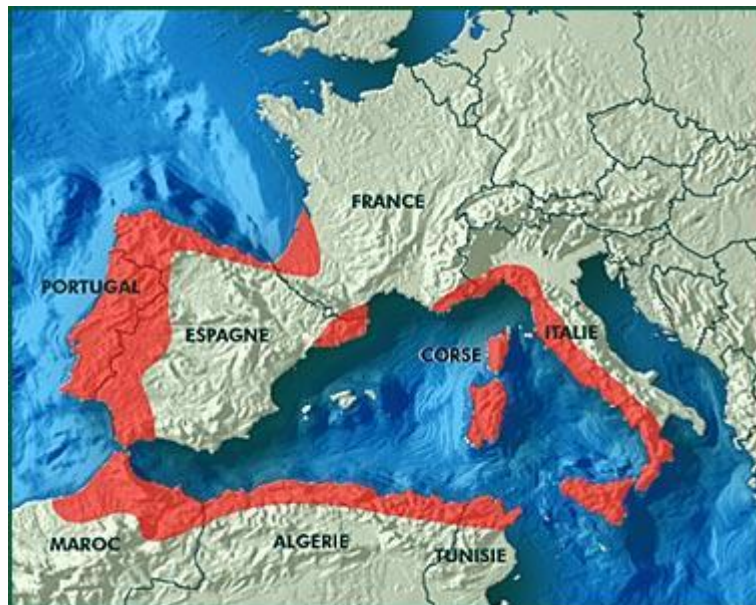 FRANCE
PORTUGAL
ESPAGNE
CORSE
ITALIE
MAROC
ALGERIE
TUNISIE